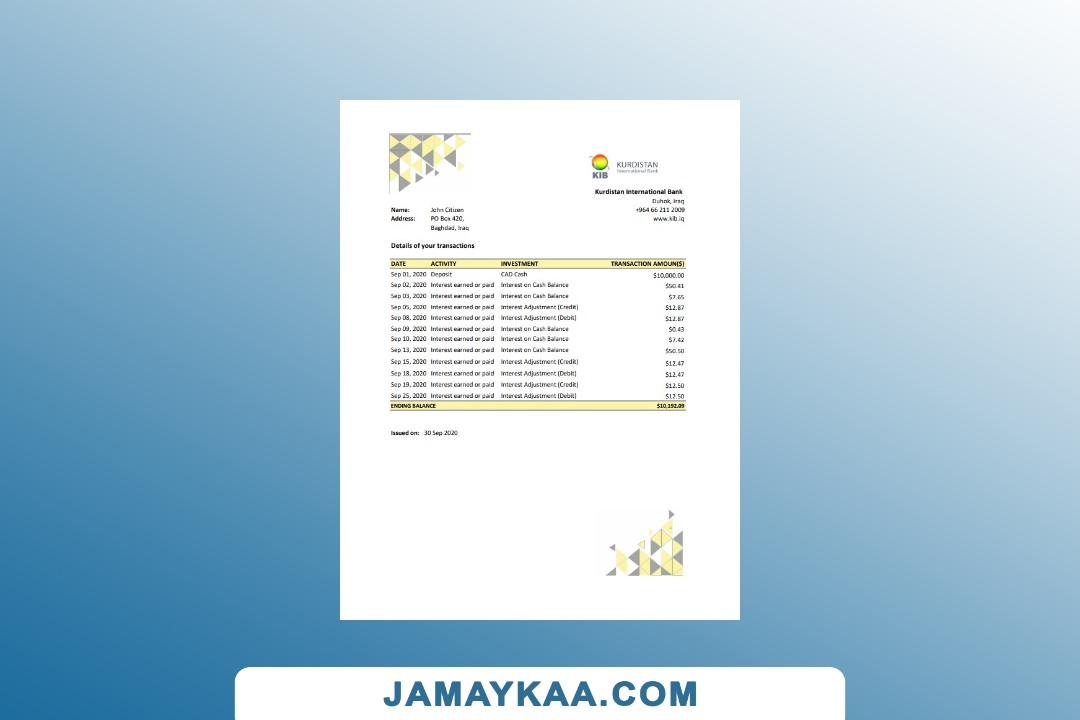 KIB
KURDISTAN
International Bank
Kurdistan International Bank
Duhok, Iraq
+964 66 211 2009
www.kib.iq
Name: John Citizen
Address: PO Box 420,
Baghdad, Iraq
Details of your transactions
DATE ACTIVITY INVESTMENT TRANSACTION AMOUN($)
Sep 01, 2020 Deposit CAD Cash $10,000.00
Sep 02, 2020 Interest earned or paid Interest on Cash Balance $50.41
Sep 03, 2020 Interest earned or paid Interest on Cash Balance $7.65
Sep 05, 2020 Interest earned or paid Interest Adjustment (Credit) $12.87
Sep 08, 2020 Interest earned or paid Interest Adjustment (Debit) $12.87
Sep 09, 2020 Interest earned or paid Interest on Cash Balance $0.43
Sep 10, 2020 Interest earned or paid Interest on Cash Balance $7.42
Sep 13, 2020 Interest earned or paid Interest on Cash Balance $50.50
Sep 15, 2020 Interest earned or paid Interest Adjustment (Credit) $12.47
Sep 18, 2020 Interest earned or paid Interest Adjustment (Debit) $12.47
Sep 19, 2020 Interest earned or paid Interest Adjustment (Credit) $12.50
Sep 25, 2020 Interest earned or paid Interest Adjustment (Debit) $12.50
ENDING BALANCE $10,192.09
Issued on: 30 Sep 2020
JAMAYKAA.COM